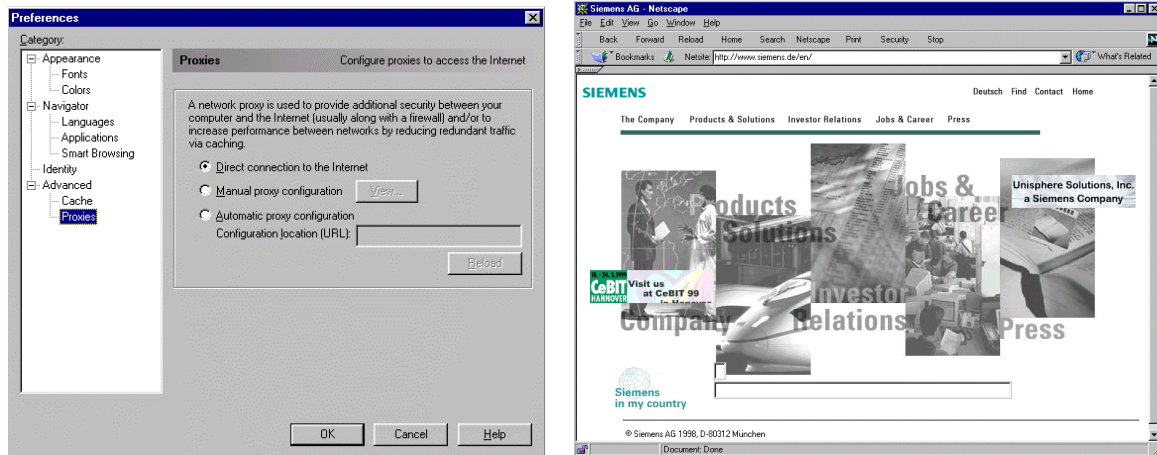 Preferences
Category:
Appearance
Fonts
Colors
Navigator
Languages
Applications
Smart Browsing
Identity
Advanced
Cache
Proxies
Proxies
Configure proxies to access the Internet
A network proxy is used to provide additional security between your
computer and the Internet (usually along with a firewall) and/or to
increase performance between networks by reducing redundant traffic
via caching.
Direct connection to the Internet
Manual proxy configuration
View...
Automatic proxy configuration
Configuration location (URL):
Reload
OK
Cancel
Help
Siemens AG - Netscape
File Edit View Go Window Help
Back Forward Reload Home Search Netscape Print Security Stop
Bookmarks Netsite: http://www.siemens.de/en/ What's Related
SIEMENS
Deutsch Find Contact Home
The Company Products & Solutions Investor Relations Jobs & Career Press
Jobs &
Career
Unisphere Solutions, Inc.
a Siemens Company
Products
Solutions
18. - 24.3.1999
CeBIT
HANNOVER
Visit us
at CeBIT 99
in Hannover
Investor
Relations
Company
Press
Siemens
in my country
© Siemens AG 1998, D-80312 München
Document: Done